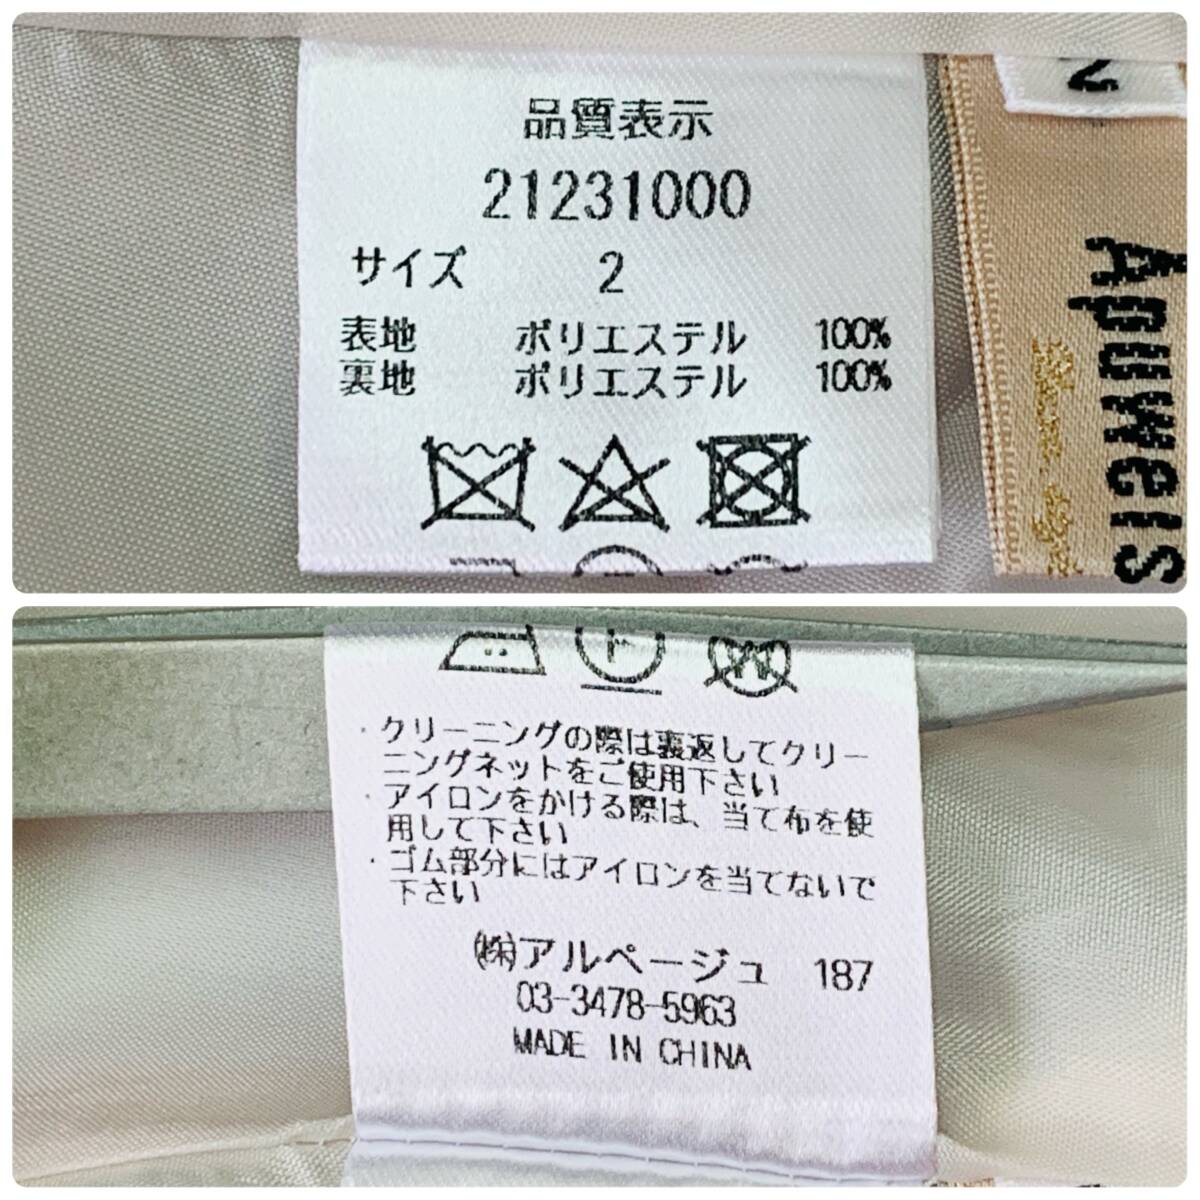 品質表示
21231000
サイズ 2
表地 ポリエステル 100%
裏地 ポリエステル 100%
2
Apuweis
・クリーニングの際は裏返してクリー
ニングネットをご使用下さい
・アイロンをかける際は、当て布を使
用して下さい
・ゴム部分にはアイロンを当てないで
下さい
㈱アルページュ 187
03-3478-5963
MADE IN CHINA